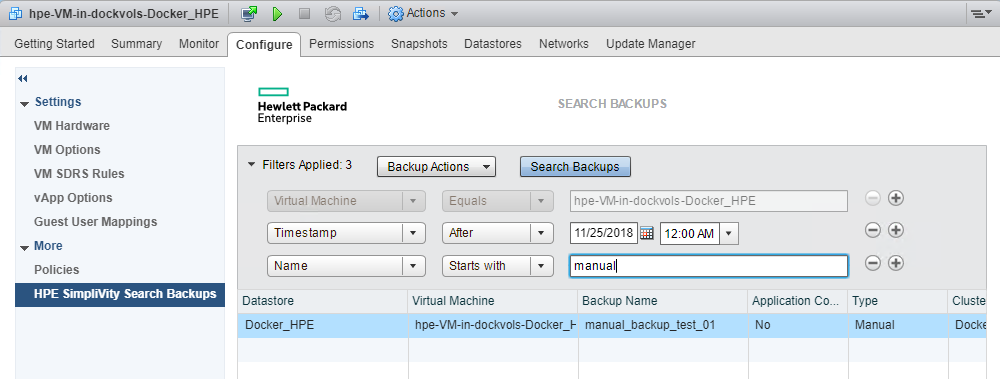 hpe-VM-in-dockvols-Docker_HPE Actions
Getting Started Summary Monitor Configure Permissions Snapshots Datastores Networks Update Manager
Settings
VM Hardware
VM Options
VM SDRS Rules
vApp Options
Guest User Mappings
More
Policies
HPE SimpliVity Search Backups
Hewlett Packard
Enterprise
SEARCH BACKUPS
Filters Applied: 3 Backup Actions Search Backups
Virtual Machine Equals hpe-VM-in-dockvols-Docker_HPE
Timestamp After 11/25/2018 12:00 AM
Name Starts with manual
Datastore Virtual Machine Backup Name Application Co... Type Cluste
Docker_HPE hpe-VM-in-dockvols-Docker_H manual_backup_test_01 No Manual Docke